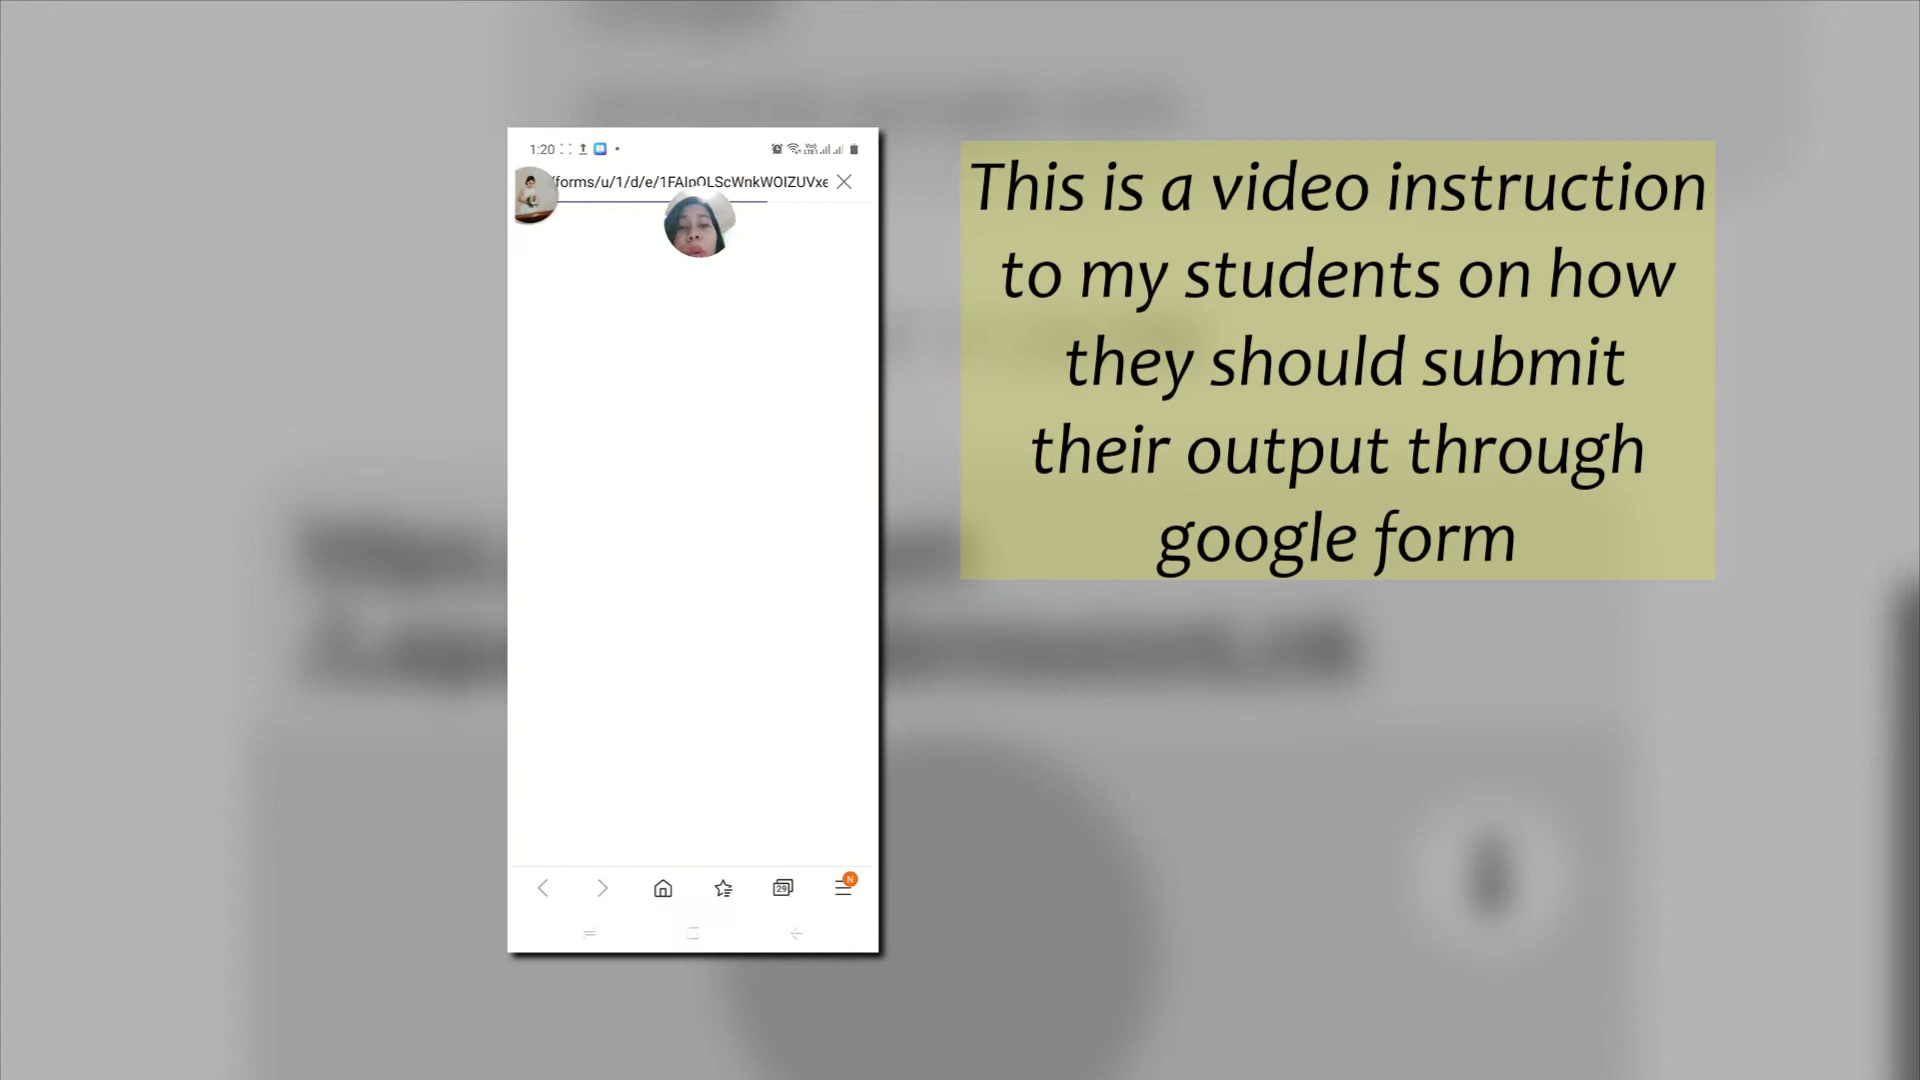 1:20
/forms/u/1/d/e/1FAIpQLScWnkWOIZUVxe
This is a video instruction
to my students on how
they should submit
their output through
google form
29
N